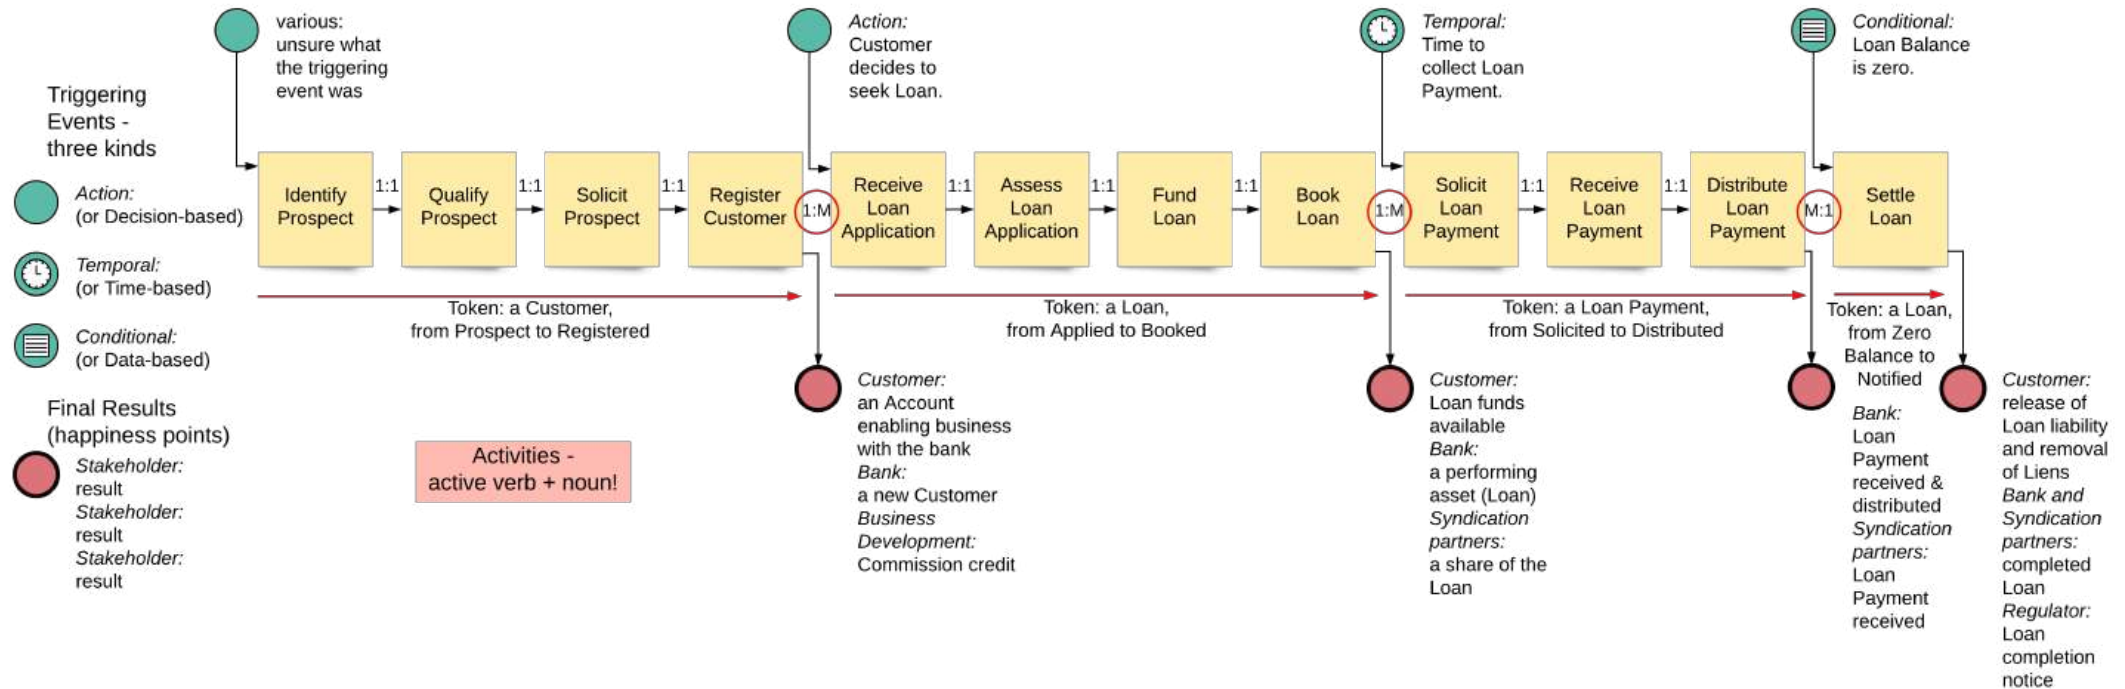 various:
unsure what
the triggering
event was
Action:
Customer
decides to
seek Loan.
Temporal:
Time to
collect Loan
Payment.
Conditional:
Loan Balance
is zero.
Triggering
Events -
three kinds
Action:
(or Decision-based)
Temporal:
(or Time-based)
Conditional:
(or Data-based)
Final Results
(happiness points)
Stakeholder:
result
Stakeholder:
result
Stakeholder:
result
Identify
Prospect
1:1
Qualify
Prospect
1:1
Solicit
Prospect
1:1
Register
Customer
1:M
Receive
Loan
Application
1:1
Assess
Loan
Application
1:1
Fund
Loan
1:1
Book
Loan
1:M
Solicit
Loan
Payment
1:1
Receive
Loan
Payment
1:1
Distribute
Loan
Payment
M:1
Settle
Loan
Token: a Customer,
from Prospect to Registered
Token: a Loan,
from Applied to Booked
Token: a Loan Payment,
from Solicited to Distributed
Token: a Loan,
from Zero
Balance to
Notified
Activities -
active verb + noun!
Customer:
an Account
enabling business
with the bank
Bank:
a new Customer
Business
Development:
Commission credit
Customer:
Loan funds
available
Bank:
a performing
asset (Loan)
Syndication
partners:
a share of the
Loan
Bank:
Loan
Payment
received &
distributed
Syndication
partners:
Loan
Payment
received
Customer:
release of
Loan liability
and removal
of Liens
Bank and
Syndication
partners:
completed
Loan
Regulator:
Loan
completion
notice